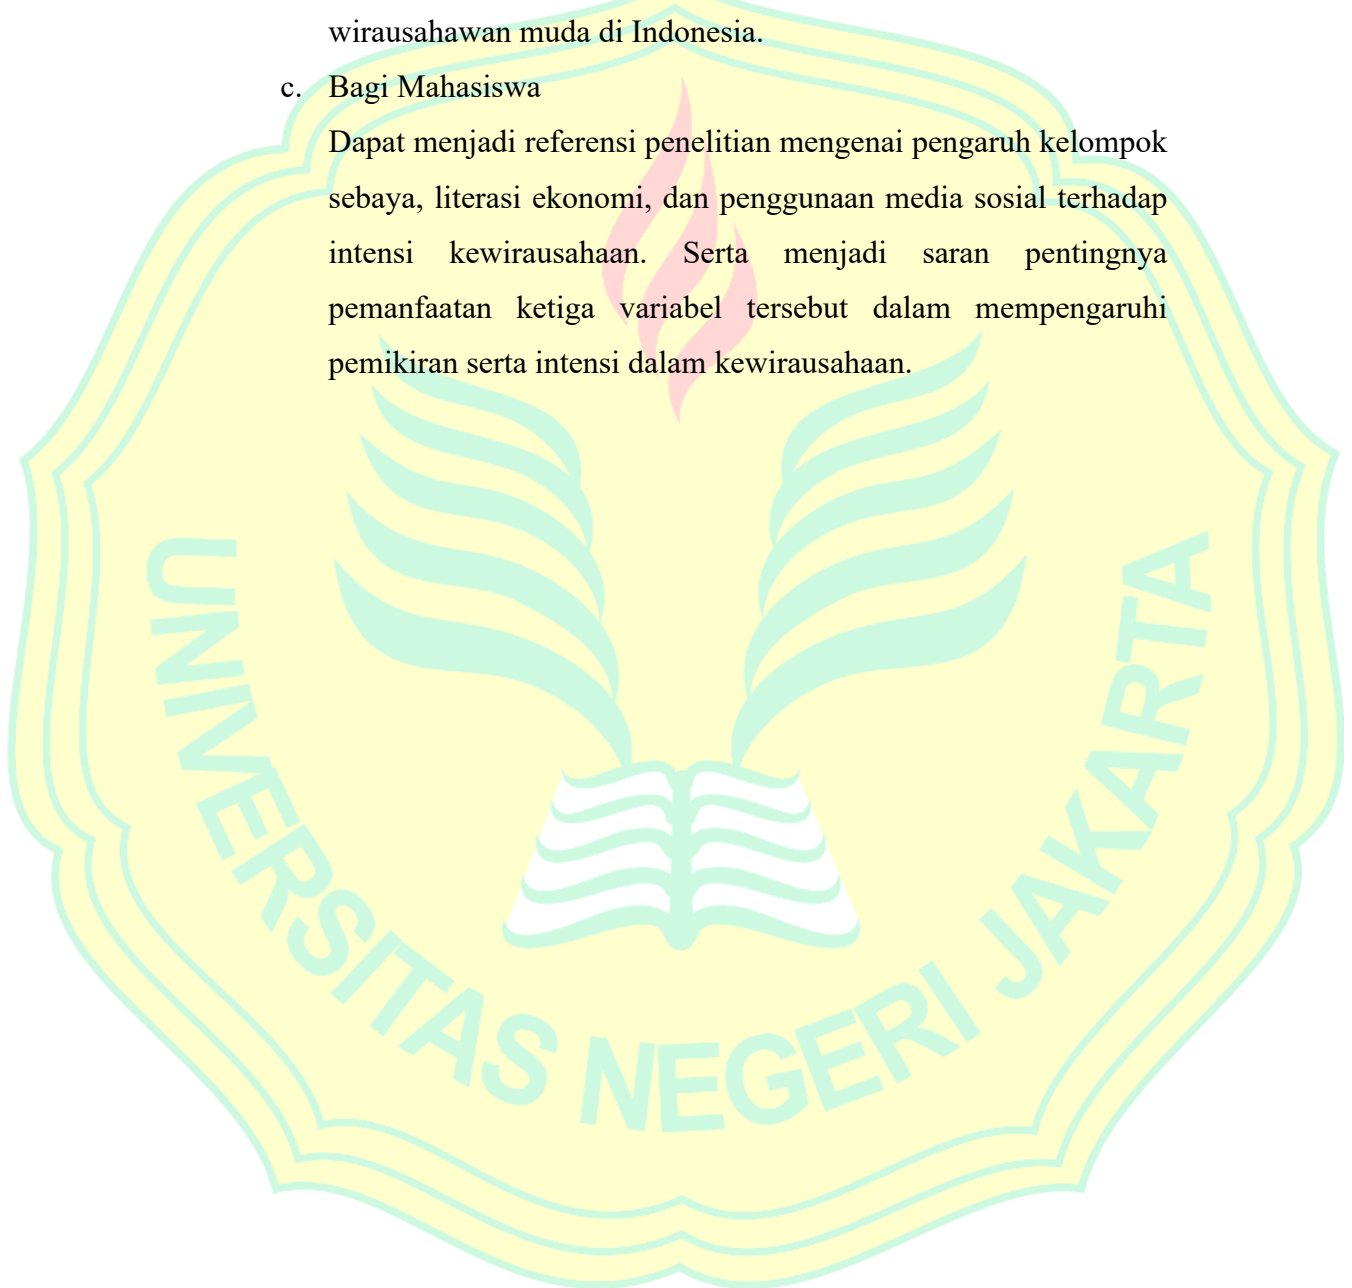 wirausahawan muda di Indonesia.
c. Bagi Mahasiswa
Dapat menjadi referensi penelitian mengenai pengaruh kelompok
sebaya, literasi ekonomi, dan penggunaan media sosial terhadap
intensi kewirausahaan. Serta menjadi saran pentingnya
pemanfaatan ketiga variabel tersebut dalam mempengaruhi
pemikiran serta intensi dalam kewirausahaan.
UNIVERSITAS NEGERI JAKARTA